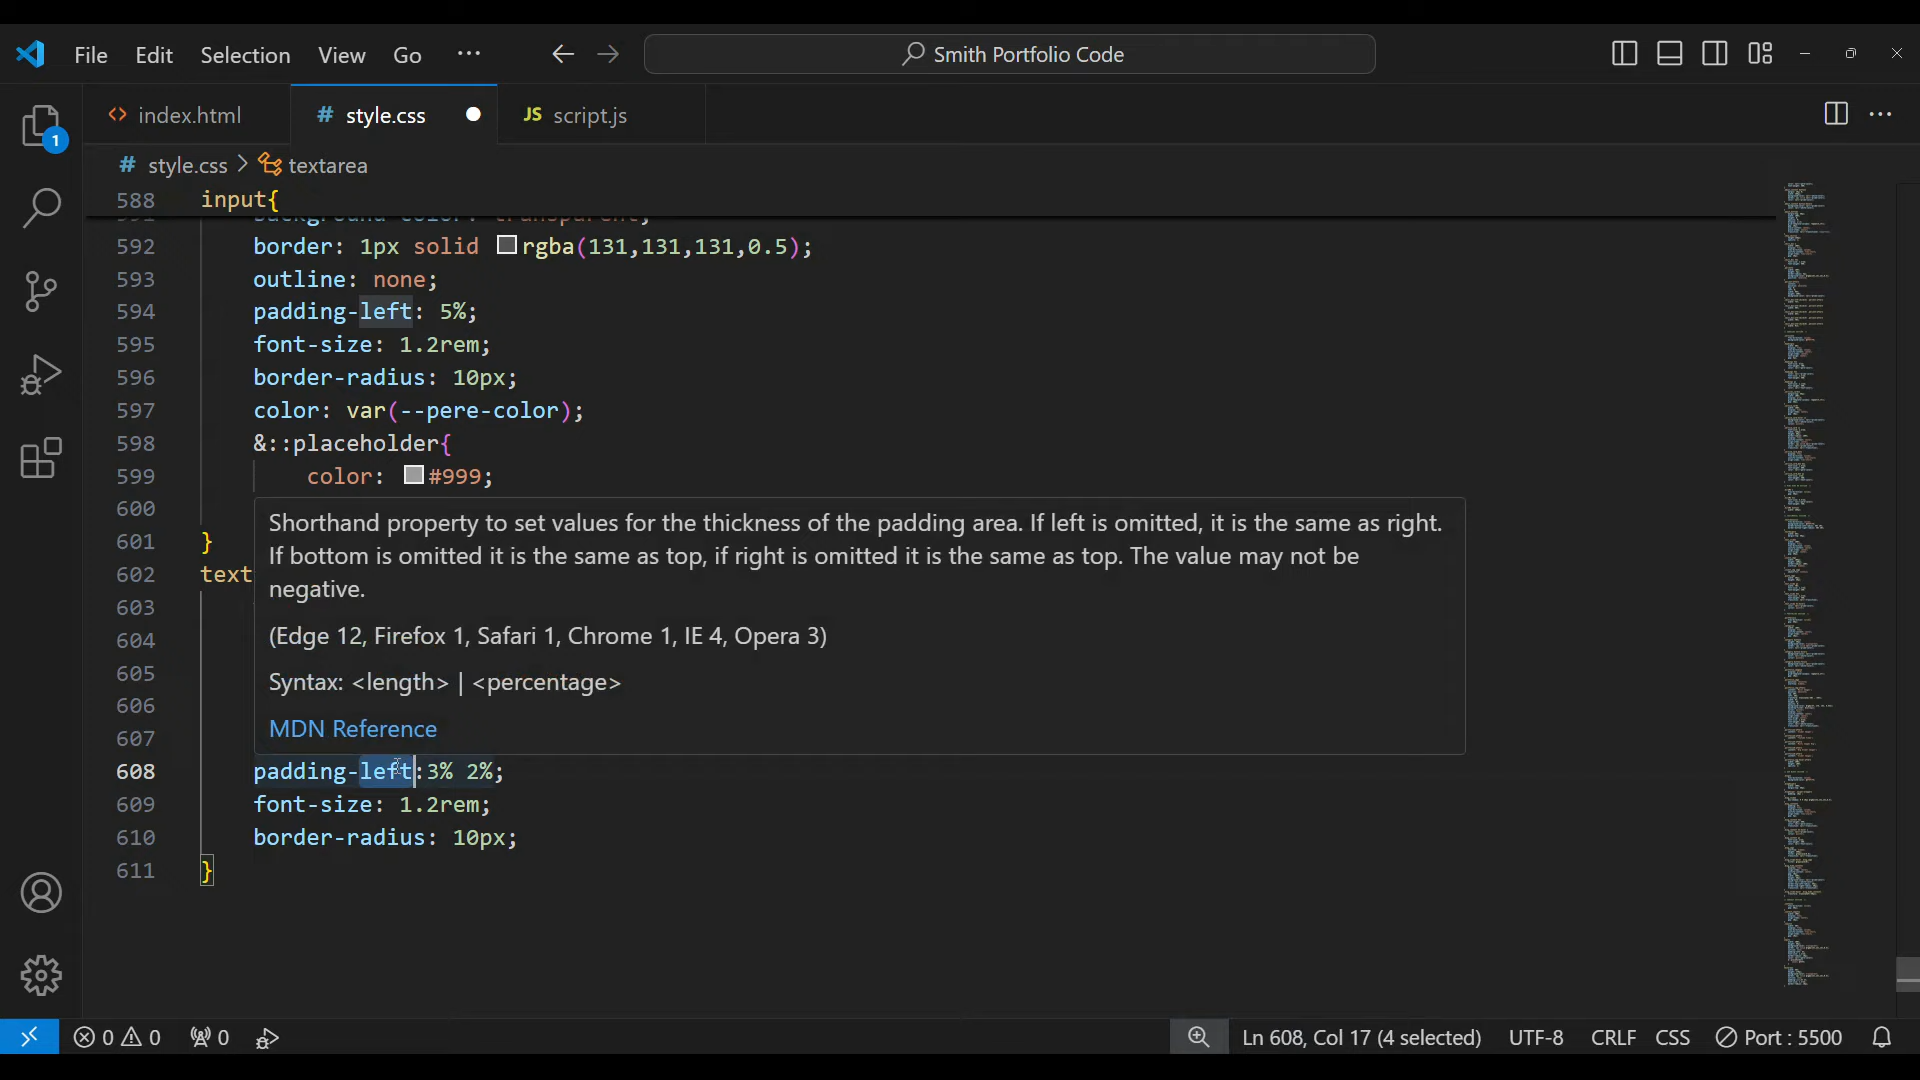 File Edit Selection View Go ··· Smith Portfolio Code
1
index.html # style.css JS script.js
# style.css > textarea
588 input{
592 border: 1px solid rgba(131,131,131,0.5);
593 outline: none;
594 padding-left: 5%;
595 font-size: 1.2rem;
596 border-radius: 10px;
597 color: var(--pere-color);
598 &::placeholder{
599 color: #999;
600
601 }
602 text
603
604
605
606
607
Shorthand property to set values for the thickness of the padding area. If left is omitted, it is the same as right.
If bottom is omitted it is the same as top, if right is omitted it is the same as top. The value may not be
negative.
(Edge 12, Firefox 1, Safari 1, Chrome 1, IE 4, Opera 3)
Syntax: <length> | <percentage>
MDN Reference
608 padding-left:3% 2%;
609 font-size: 1.2rem;
610 border-radius: 10px;
611 }
0 0 0 Ln 608, Col 17 (4 selected) UTF-8 CRLF CSS Port : 5500